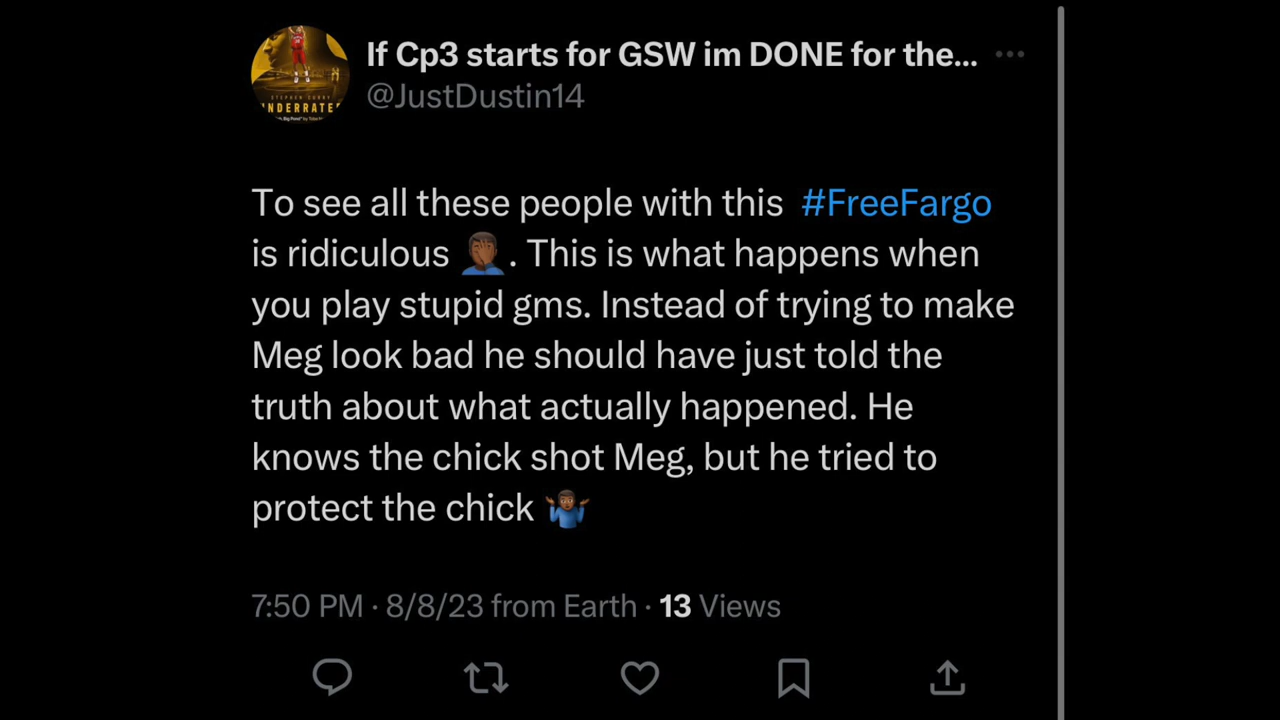 If Cp3 starts for GSW im DONE for the...
@JustDustin14
STEPHEN CURRY
To see all these people with this #FreeFargo
is ridiculous 🤦🏾‍♂️. This is what happens when
you play stupid gms. Instead of trying to make
Meg look bad he should have just told the
truth about what actually happened. He
knows the chick shot Meg, but he tried to
protect the chick 🤷🏾‍♂️
7:50 PM · 8/8/23 from Earth · 13 Views